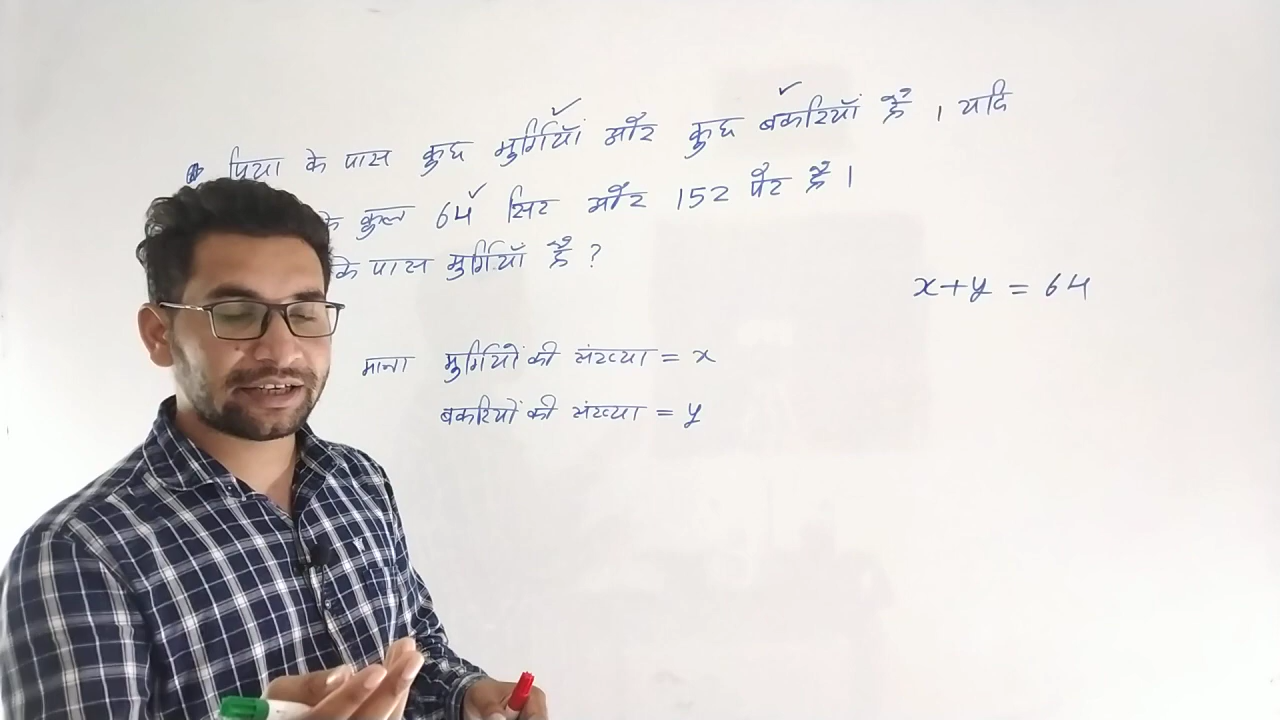 प्रिया के पास कुछ मुर्गियाँ और कुछ बकरियाँ हैं, यदि
के कुल 64 सिर और 152 पैर हैं।
के पास मुर्गियाँ हैं?
x+y = 64
माना मुर्गियों की संख्या = x
बकरियों की संख्या = y